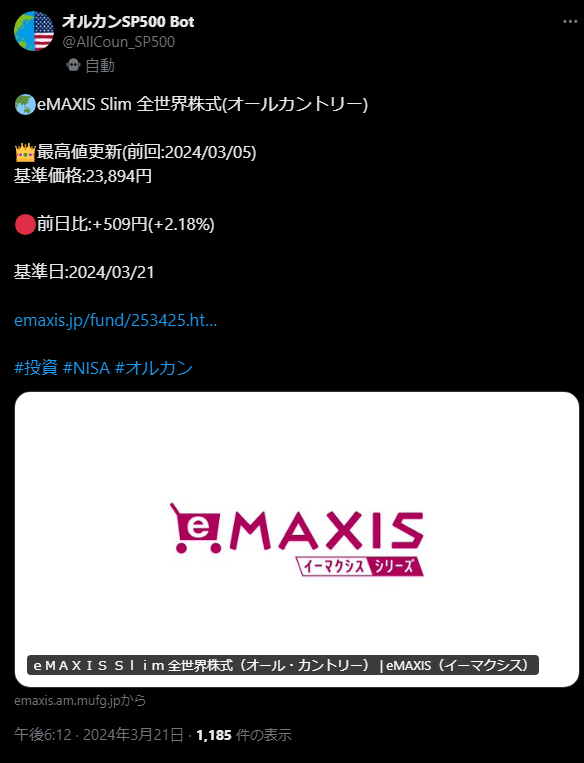 オルカンSP500 Bot
@AllCoun_SP500
自動
eMAXIS Slim 全世界株式(オールカントリー)
最高値更新(前回:2024/03/05)
基準価格:23,894円
前日比:+509円(+2.18%)
基準日:2024/03/21
emaxis.jp/fund/253425.ht…
#投資 #NISA #オルカン
eMAXIS
イーマクシス シリーズ
ｅＭＡＸＩＳ Ｓｌｉｍ 全世界株式（オール・カントリー） | eMAXIS（イーマクシス）
emaxis.am.mufg.jpから
午後6:12 · 2024年3月21日 · 1,185 件の表示